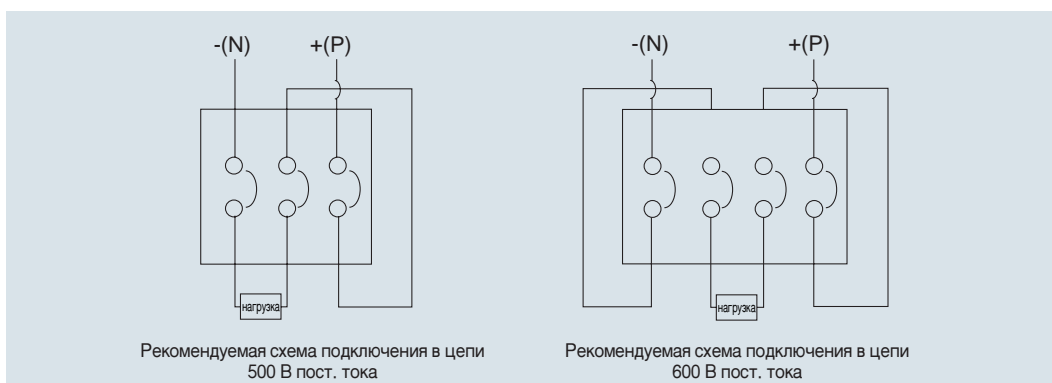 -(N) +(P)
-(N) +(P)
нагрузка
нагрузка
Рекомендуемая схема подключения в цепи
500 В пост. тока
Рекомендуемая схема подключения в цепи
600 В пост. тока